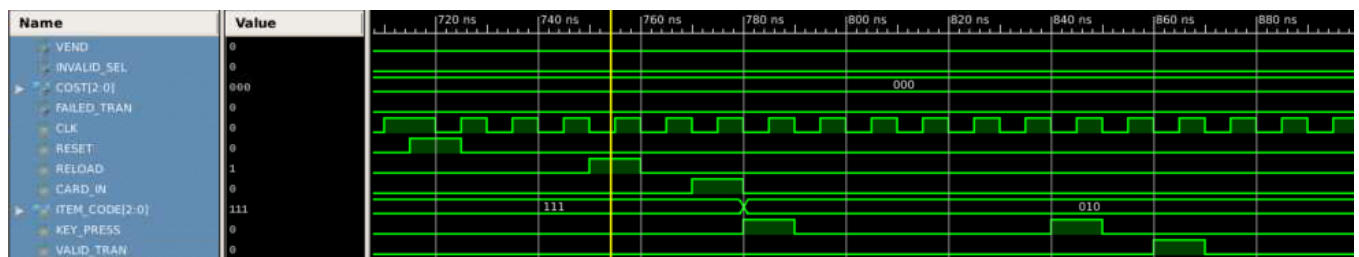 Name Value 720 ns 740 ns 760 ns 780 ns 800 ns 820 ns 840 ns 860 ns 880 ns
VEND 0
INVALID_SEL 0
COST[2:0] 000 000
FAILED_TRAN 0
CLK 0
RESET 0
RELOAD 1
CARD_IN 0
ITEM_CODE[2:0] 111 111 010
KEY_PRESS 0
VALID_TRAN 0